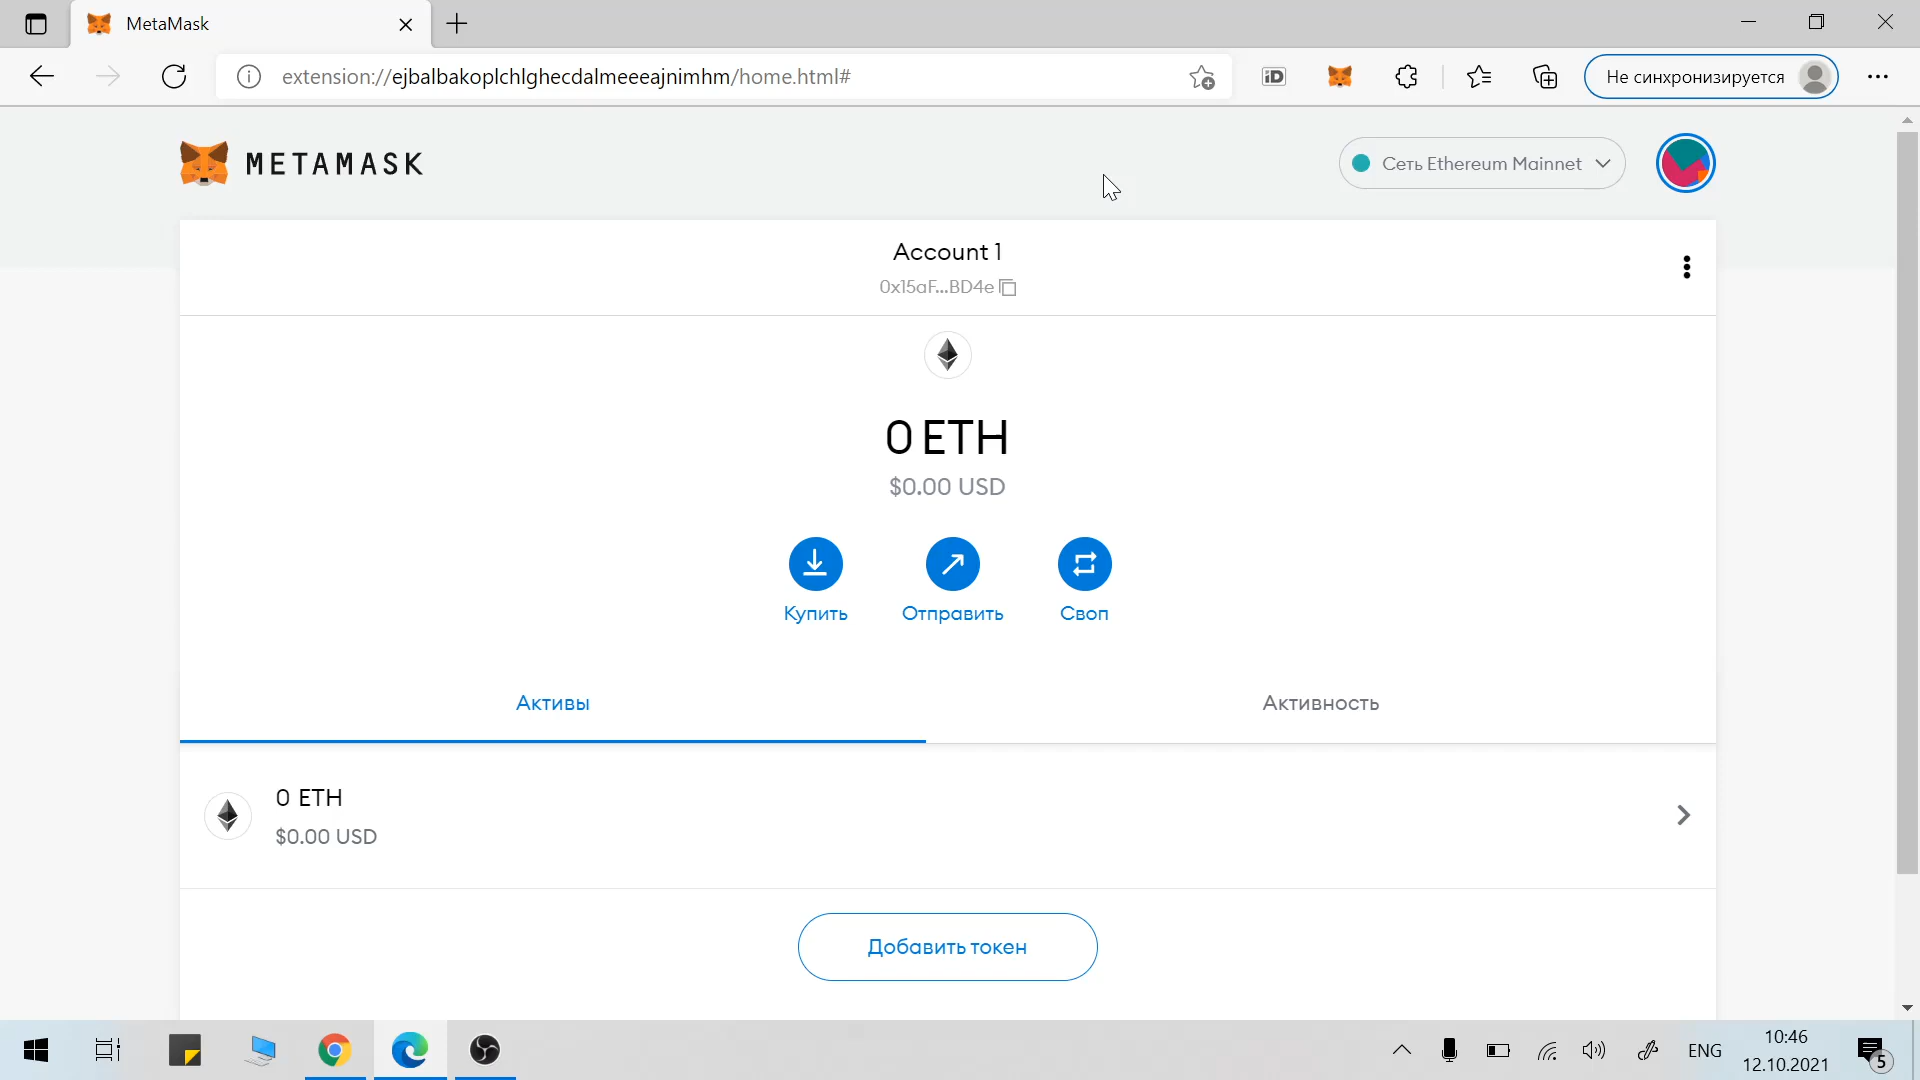 MetaMask
extension://ejbalbakoplchlghecdalmeeeajnimhm/home.html#
iD
Не синхронизируется
METAMASK
Сеть Ethereum Mainnet
Account 1
0x15aF...BD4e
0 ETH
$0.00 USD
Купить
Отправить
Своп
Активы
Активность
0 ETH
$0.00 USD
Добавить токен
ENG
10:46
12.10.2021
5